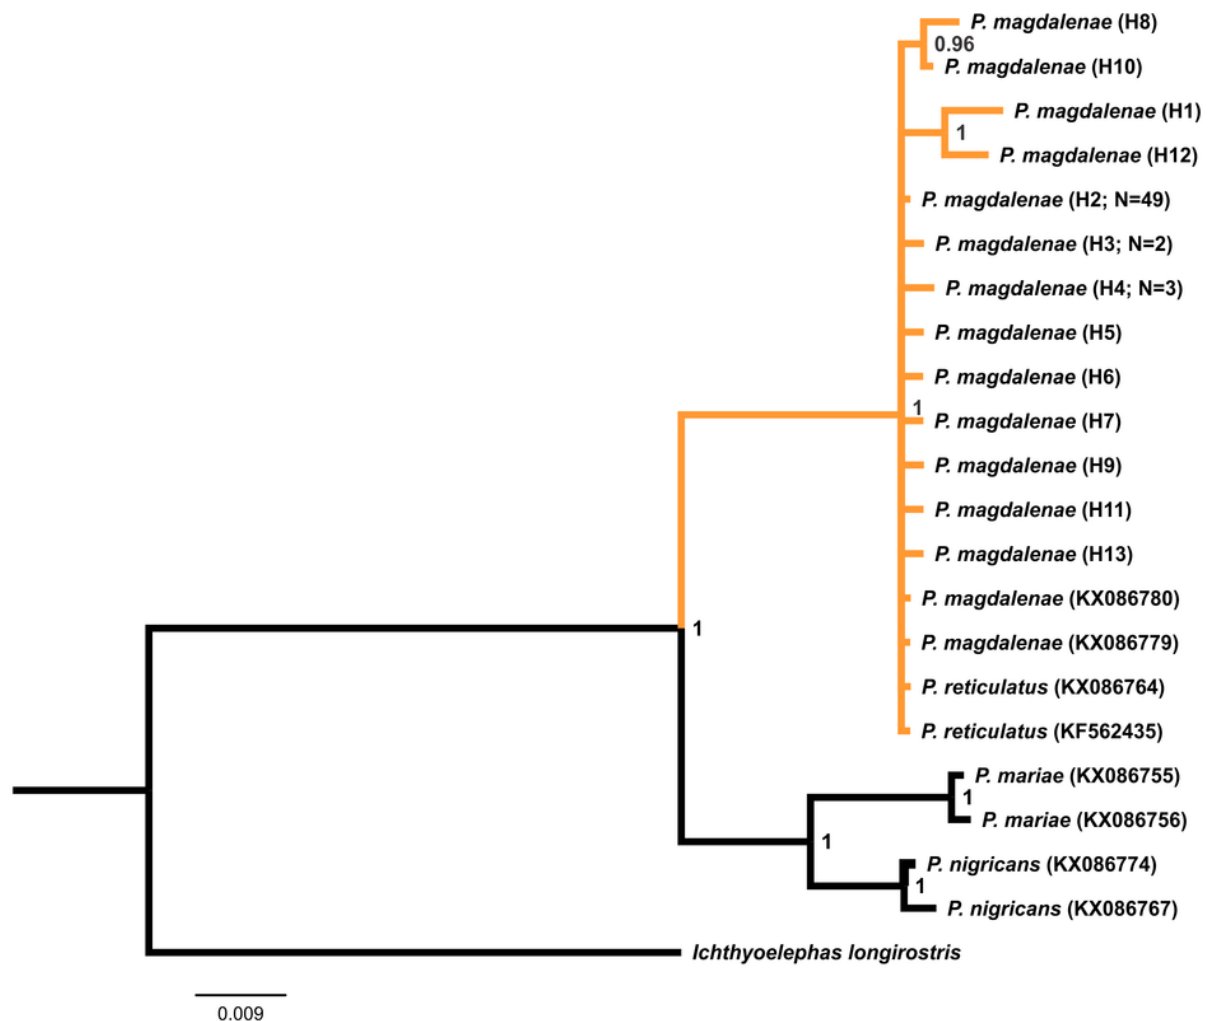 P. magdalenae (H8)
0.96
P. magdalenae (H10)
P. magdalenae (H1)
1
P. magdalenae (H12)
P. magdalenae (H2; N=49)
P. magdalenae (H3; N=2)
P. magdalenae (H4; N=3)
P. magdalenae (H5)
P. magdalenae (H6)
1
P. magdalenae (H7)
P. magdalenae (H9)
P. magdalenae (H11)
P. magdalenae (H13)
P. magdalenae (KX086780)
1
P. magdalenae (KX086779)
P. reticulatus (KX086764)
P. reticulatus (KF562435)
P. mariae (KX086755)
1
P. mariae (KX086756)
1
P. nigricans (KX086774)
1
P. nigricans (KX086767)
Ichthyoelephas longirostris
0.009